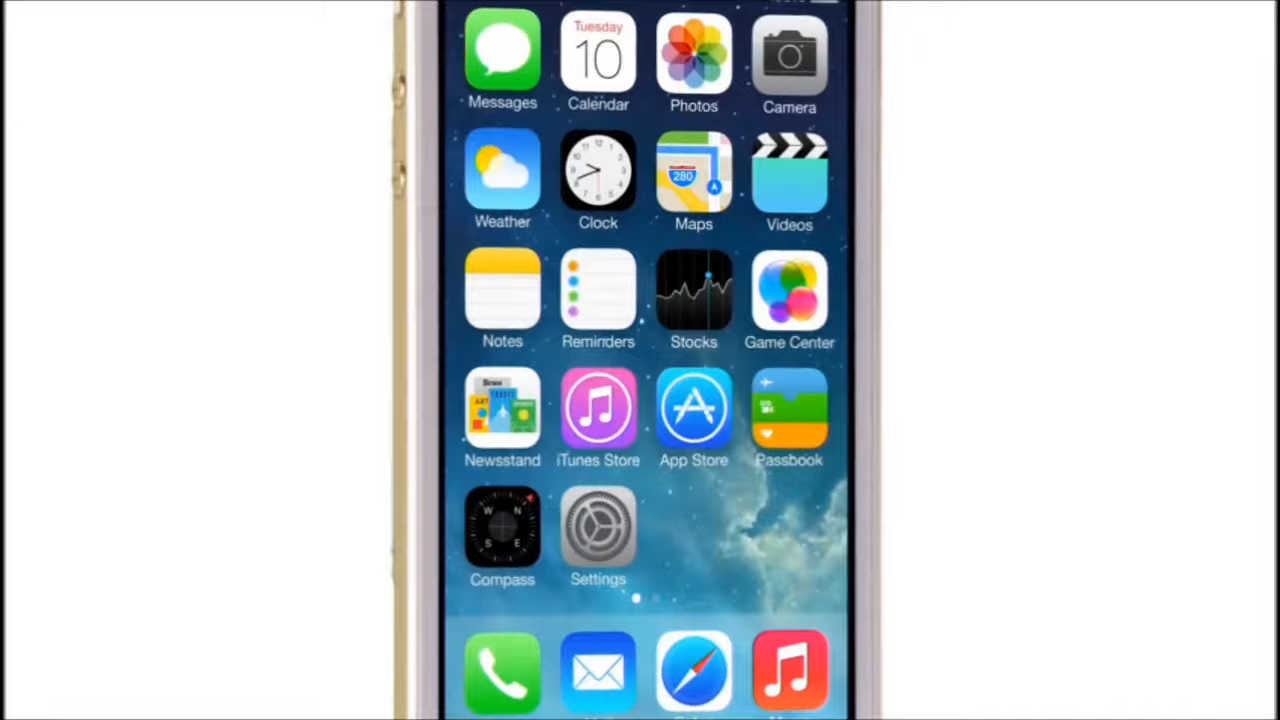 Tuesday
10
Messages Calendar Photos Camera
280
Weather Clock Maps Videos
Notes Reminders Stocks Game Center
Newsstand iTunes Store App Store Passbook
W N
S E
Compass Settings